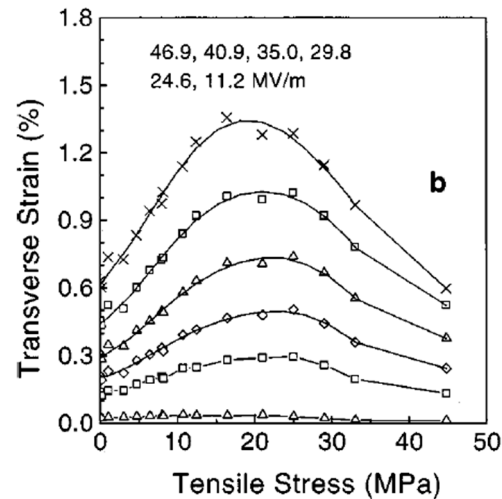 1.8
46.9, 40.9, 35.0, 29.8
24.6, 11.2 MV/m
1.5
1.2
b
0.9
0.6
0.3
0.0
0 10 20 30 40 50
Transverse Strain (%)
Tensile Stress (MPa)